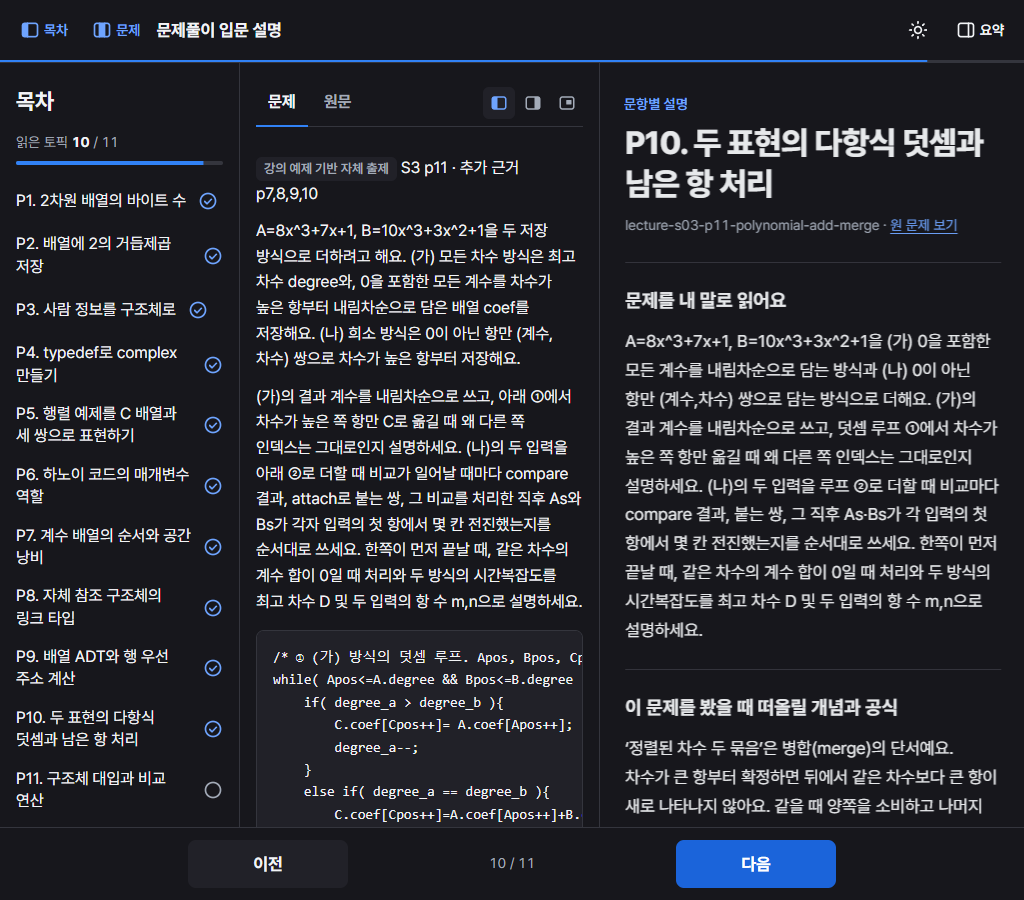 목차
문제
문제풀이 입문 설명
요약
목차
읽은 토픽 10 / 11
P1. 2차원 배열의 바이트 수
P2. 배열에 2의 거듭제곱
저장
P3. 사람 정보를 구조체로
P4. typedef로 complex
만들기
P5. 행렬 예제를 C 배열과
세 쌍으로 표현하기
P6. 하노이 코드의 매개변수
역할
P7. 계수 배열의 순서와 공간
낭비
P8. 자체 참조 구조체의
링크 타입
P9. 배열 ADT와 행 우선
주소 계산
P10. 두 표현의 다항식
덧셈과 남은 항 처리
P11. 구조체 대입과 비교
연산
문제
원문
강의 예제 기반 자체 출제 S3 p11 · 추가 근거
p7,8,9,10
A=8x^3+7x+1, B=10x^3+3x^2+1을 두 저장
방식으로 더하려고 해요. (가) 모든 차수 방식은 최고
차수 degree와, 0을 포함한 모든 계수를 차수가
높은 항부터 내림차순으로 담은 배열 coef를
저장해요. (나) 희소 방식은 0이 아닌 항만 (계수,
차수) 쌍으로 차수가 높은 항부터 저장해요.
(가)의 결과 계수를 내림차순으로 쓰고, 아래 ①에서
차수가 높은 쪽 항만 C로 옮길 때 왜 다른 쪽
인덱스는 그대로인지 설명하세요. (나)의 두 입력을
아래 ②로 더할 때 비교가 일어날 때마다 compare
결과, attach로 붙는 쌍, 그 비교를 처리한 직후 As와
Bs가 각자 입력의 첫 항에서 몇 칸 전진했는지를
순서대로 쓰세요. 한쪽이 먼저 끝날 때, 같은 차수의
계수 합이 0일 때 처리와 두 방식의 시간복잡도를
최고 차수 D 및 두 입력의 항 수 m,n으로 설명하세요.
/* ① (가) 방식의 덧셈 루프. Apos, Bpos, Cp
while( Apos<=A.degree && Bpos<=B.degree
if( degree_a > degree_b ){
C.coef[Cpos++]= A.coef[Apos++];
degree_a--;
}
else if( degree_a == degree_b ){
C.coef[Cpos++]=A.coef[Apos++]+B.
문항별 설명
P10. 두 표현의 다항식 덧셈과
남은 항 처리
lecture-s03-p11-polynomial-add-merge · 원 문제 보기
문제를 내 말로 읽어요
A=8x^3+7x+1, B=10x^3+3x^2+1을 (가) 0을 포함한
모든 계수를 내림차순으로 담는 방식과 (나) 0이 아닌
항만 (계수,차수) 쌍으로 담는 방식으로 더해요. (가)의
결과 계수를 내림차순으로 쓰고, 덧셈 루프 ①에서 차수가
높은 쪽 항만 옮길 때 왜 다른 쪽 인덱스는 그대로인지
설명하세요. (나)의 두 입력을 루프 ②로 더할 때 비교마다
compare 결과, 붙는 쌍, 그 직후 As·Bs가 각 입력의 첫
항에서 몇 칸 전진했는지를 순서대로 쓰세요. 한쪽이 먼저
끝날 때, 같은 차수의 계수 합이 0일 때 처리와 두 방식의
시간복잡도를 최고 차수 D 및 두 입력의 항 수 m,n으로
설명하세요.
이 문제를 봤을 때 떠올릴 개념과 공식
‘정렬된 차수 두 묶음’은 병합(merge)의 단서예요.
차수가 큰 항부터 확정하면 뒤에서 같은 차수보다 큰 항이
새로 나타나지 않아요. 같을 때 양쪽을 소비하고 나머지
이전
10 / 11
다음